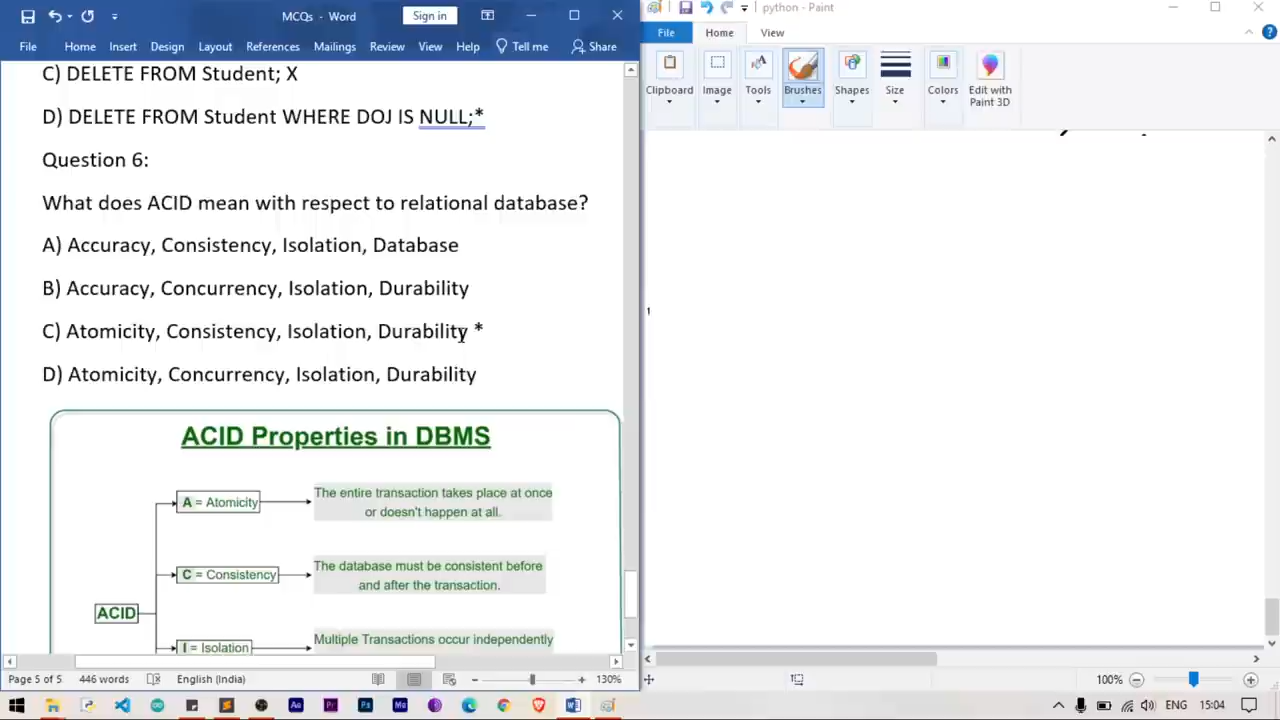 MCQs - Word
Sign in
python - Paint
File Home Insert Design Layout References Mailings Review View Help Tell me Share
File Home View
Clipboard
Image
Tools
Brushes
Shapes
Size
Colors
Edit with
Paint 3D
C) DELETE FROM Student; X
D) DELETE FROM Student WHERE DOJ IS NULL;*
Question 6:
What does ACID mean with respect to relational database?
A) Accuracy, Consistency, Isolation, Database
B) Accuracy, Concurrency, Isolation, Durability
C) Atomicity, Consistency, Isolation, Durability *
D) Atomicity, Concurrency, Isolation, Durability
ACID Properties in DBMS
A = Atomicity
The entire transaction takes place at once
or doesn't happen at all.
C = Consistency
The database must be consistent before
and after the transaction.
ACID
I = Isolation
Multiple Transactions occur independently
Page 5 of 5 446 words English (India) 130%
100%
ENG 15:04